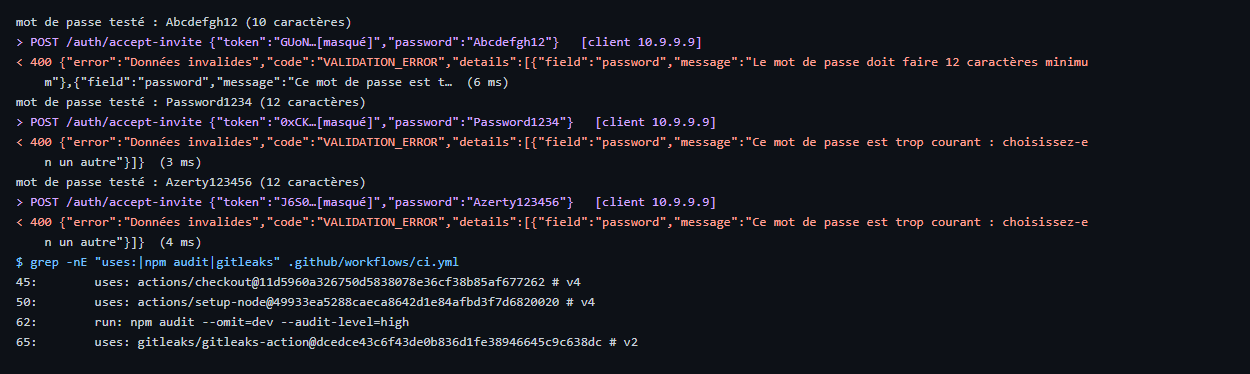 mot de passe testé : Abcdefgh12 (10 caractères)
> POST /auth/accept-invite {"token":"GUoN…[masqué]","password":"Abcdefgh12"}   [client 10.9.9.9]
< 400 {"error":"Données invalides","code":"VALIDATION_ERROR","details":[{"field":"password","message":"Le mot de passe doit faire 12 caractères minimu
m"},{"field":"password","message":"Ce mot de passe est t…  (6 ms)
mot de passe testé : Password1234 (12 caractères)
> POST /auth/accept-invite {"token":"0xCK…[masqué]","password":"Password1234"}   [client 10.9.9.9]
< 400 {"error":"Données invalides","code":"VALIDATION_ERROR","details":[{"field":"password","message":"Ce mot de passe est trop courant : choisissez-e
n un autre"}]}  (3 ms)
mot de passe testé : Azerty123456 (12 caractères)
> POST /auth/accept-invite {"token":"J6S0…[masqué]","password":"Azerty123456"}   [client 10.9.9.9]
< 400 {"error":"Données invalides","code":"VALIDATION_ERROR","details":[{"field":"password","message":"Ce mot de passe est trop courant : choisissez-e
n un autre"}]}  (4 ms)
$ grep -nE "uses:|npm audit|gitleaks" .github/workflows/ci.yml
45:        uses: actions/checkout@11d5960a326750d5838078e36cf38b85af677262 # v4
50:        uses: actions/setup-node@49933ea5288caeca8642d1e84afbd3f7d6820020 # v4
62:        run: npm audit --omit=dev --audit-level=high
65:        uses: gitleaks/gitleaks-action@dcedce43c6f43de0b836d1fe38946645c9c638dc # v2